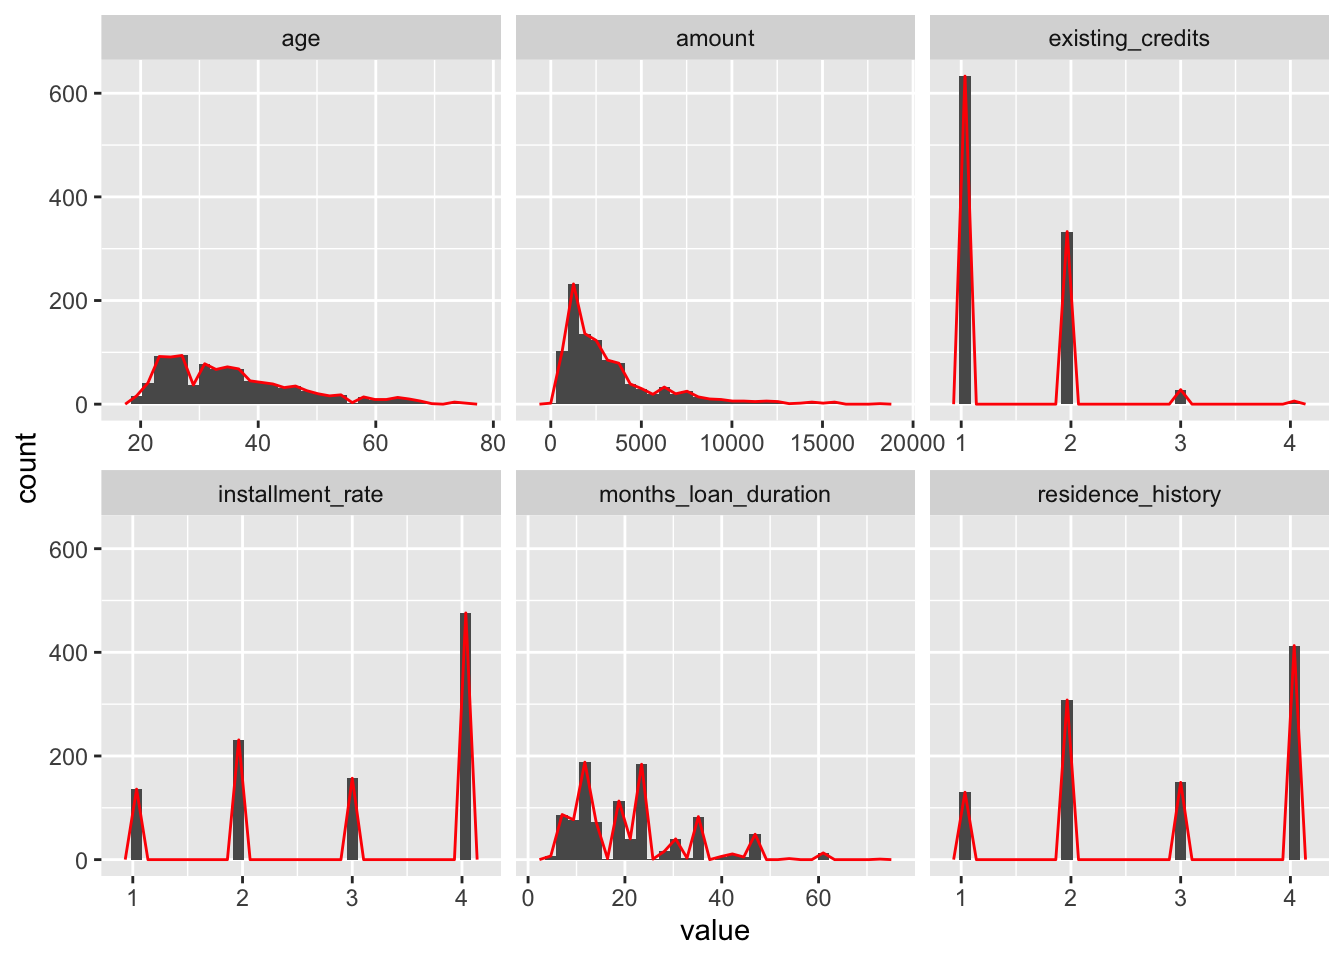 age amount existing_credits
600
400
200
0
20 40 60 80 0 5000 10000 15000 20000 1 2 3 4
count
installment_rate months_loan_duration residence_history
600
400
200
0
1 2 3 4 0 20 40 60 1 2 3 4
value